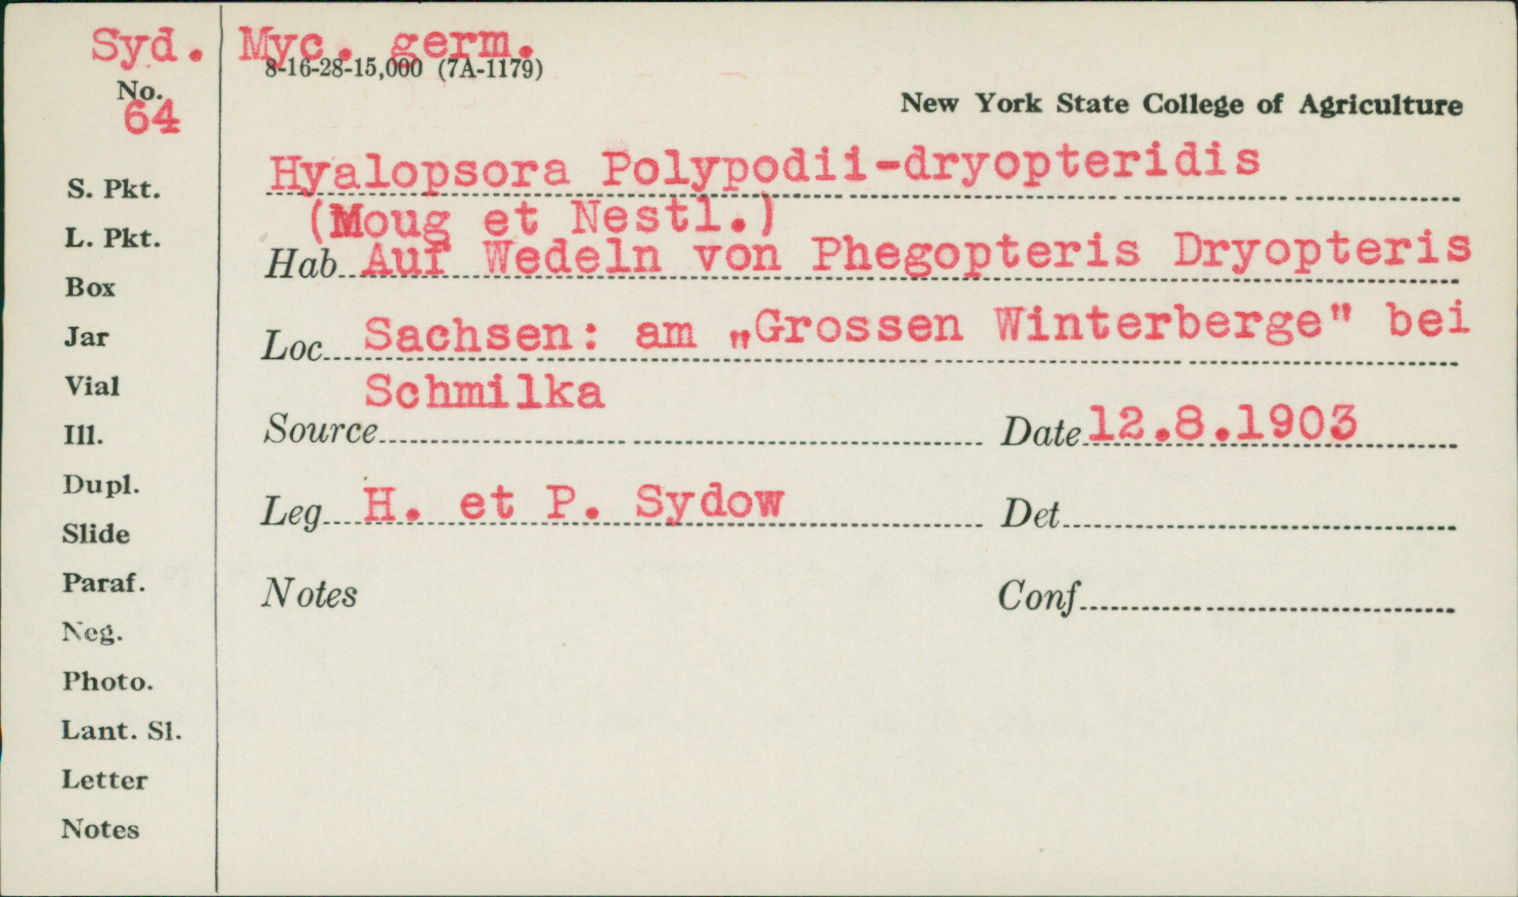 Syd. Myc. germ.
8-16-28-15,000 (7A-1179)
No.
64
New York State College of Agriculture
Hyalopsora Polypodii-dryopteridis
(Moug et Nestl.)
Hab Auf Wedeln von Phegopteris Dryopteris
Loc Sachsen: am „Grossen Winterberge" bei
Schmilka
Source Date 12.8.1903
Leg H. et P. Sydow Det
Notes Conf
S. Pkt.
L. Pkt.
Box
Jar
Vial
Ill.
Dupl.
Slide
Paraf.
Neg.
Photo.
Lant. Sl.
Letter
Notes